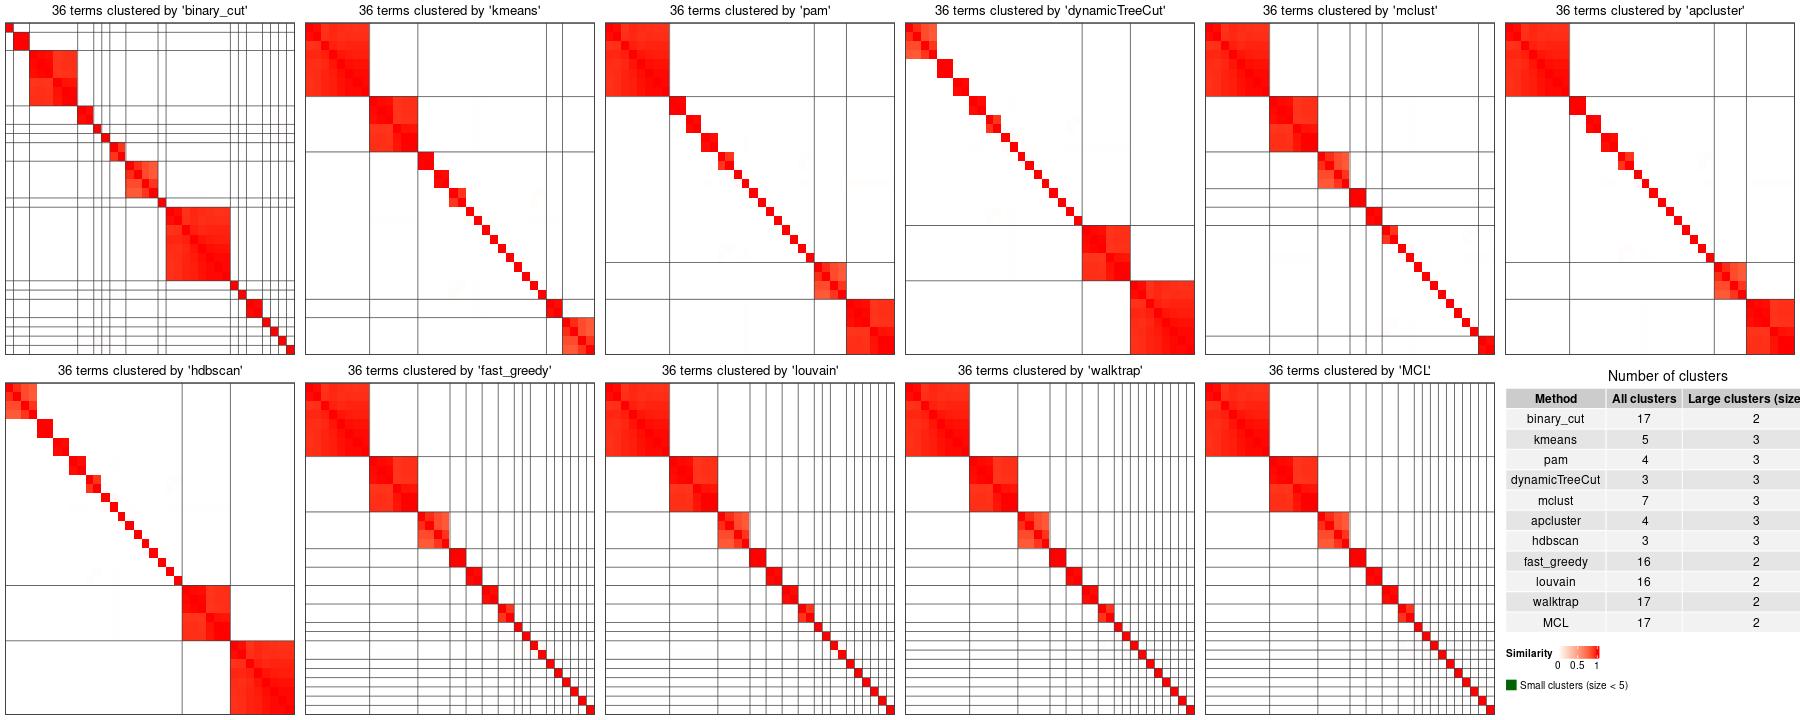 36 terms clustered by 'binary_cut'
36 terms clustered by 'kmeans'
36 terms clustered by 'pam'
36 terms clustered by 'dynamicTreeCut'
36 terms clustered by 'mclust'
36 terms clustered by 'apcluster'
36 terms clustered by 'hdbscan'
36 terms clustered by 'fast_greedy'
36 terms clustered by 'louvain'
36 terms clustered by 'walktrap'
36 terms clustered by 'MCL'
Number of clusters
Method All clusters Large clusters (size
binary_cut 17 2
kmeans 5 3
pam 4 3
dynamicTreeCut 3 3
mclust 7 3
apcluster 4 3
hdbscan 3 3
fast_greedy 16 2
louvain 16 2
walktrap 17 2
MCL 17 2
Similarity
0 0.5 1
Small clusters (size < 5)